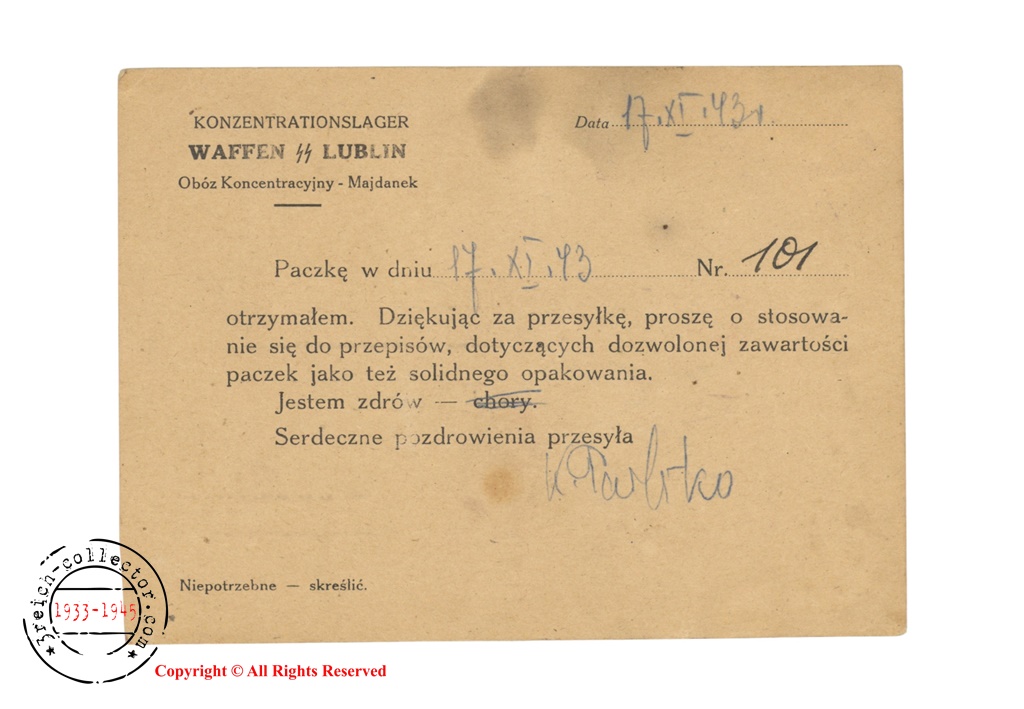 KONZENTRATIONSLAGER
WAFFEN ᛋᛋ LUBLIN
Obóz Koncentracyjny - Majdanek
Data 17. XI. 43 r.
Paczkę w dniu 17. XI. 43 Nr. 101
otrzymałem. Dziękując za przesyłkę, proszę o stosowa-
nie się do przepisów, dotyczących dozwolonej zawartości
paczek jako też solidnego opakowania.
Jestem zdrów — chory.
Serdeczne pozdrowienia przesyła
K.
Niepotrzebne — skreślić.
3reich-collector.com
1933-1945
Copyright © All Rights Reserved